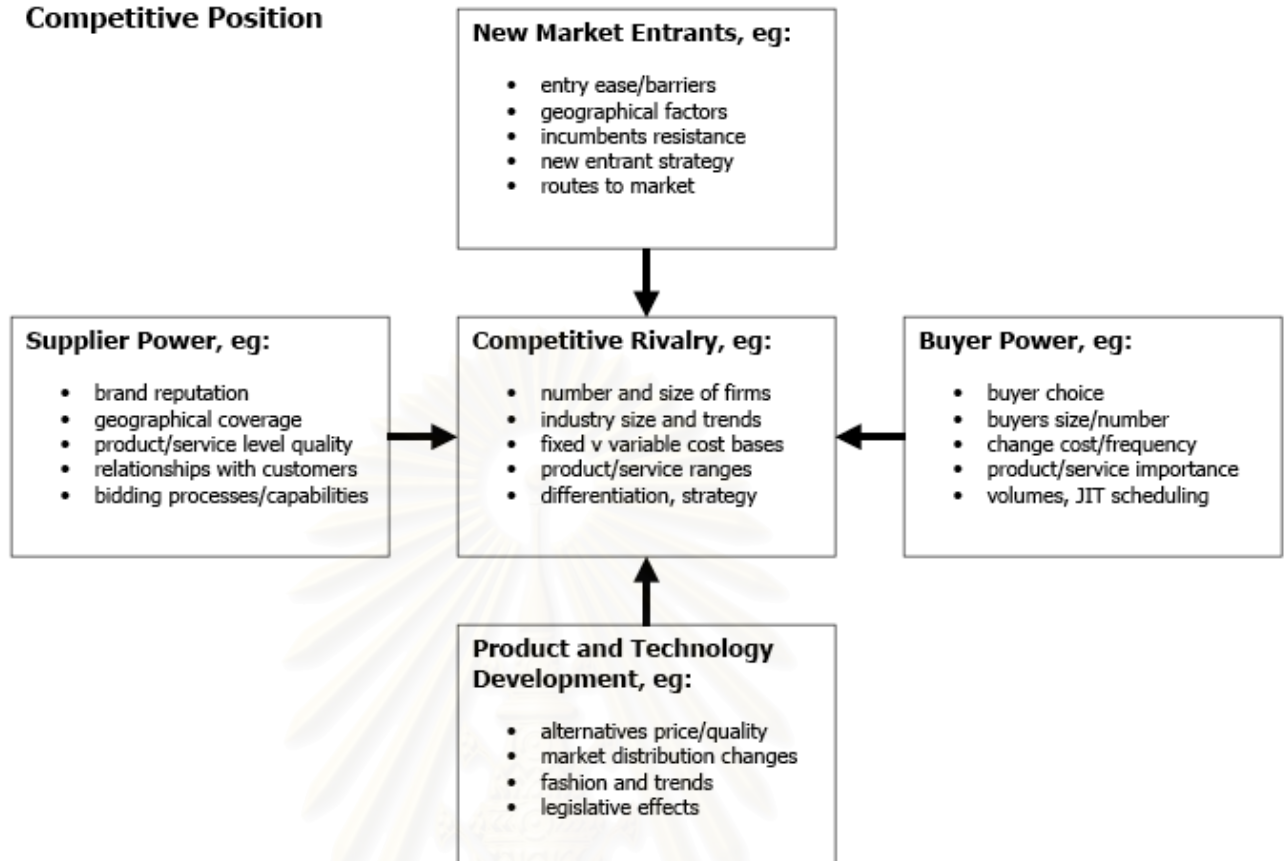 Competitive Position
New Market Entrants, eg:
• entry ease/barriers
• geographical factors
• incumbents resistance
• new entrant strategy
• routes to market
Supplier Power, eg:
• brand reputation
• geographical coverage
• product/service level quality
• relationships with customers
• bidding processes/capabilities
Competitive Rivalry, eg:
• number and size of firms
• industry size and trends
• fixed v variable cost bases
• product/service ranges
• differentiation, strategy
Buyer Power, eg:
• buyer choice
• buyers size/number
• change cost/frequency
• product/service importance
• volumes, JIT scheduling
Product and Technology
Development, eg:
• alternatives price/quality
• market distribution changes
• fashion and trends
• legislative effects